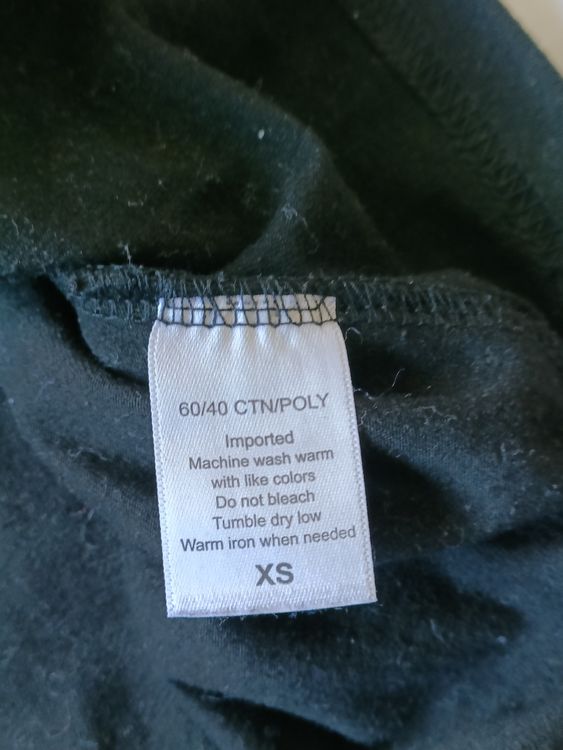 60/40 CTN/POLY
Imported
Machine wash warm
with like colors
Do not bleach
Tumble dry low
Warm iron when needed
XS